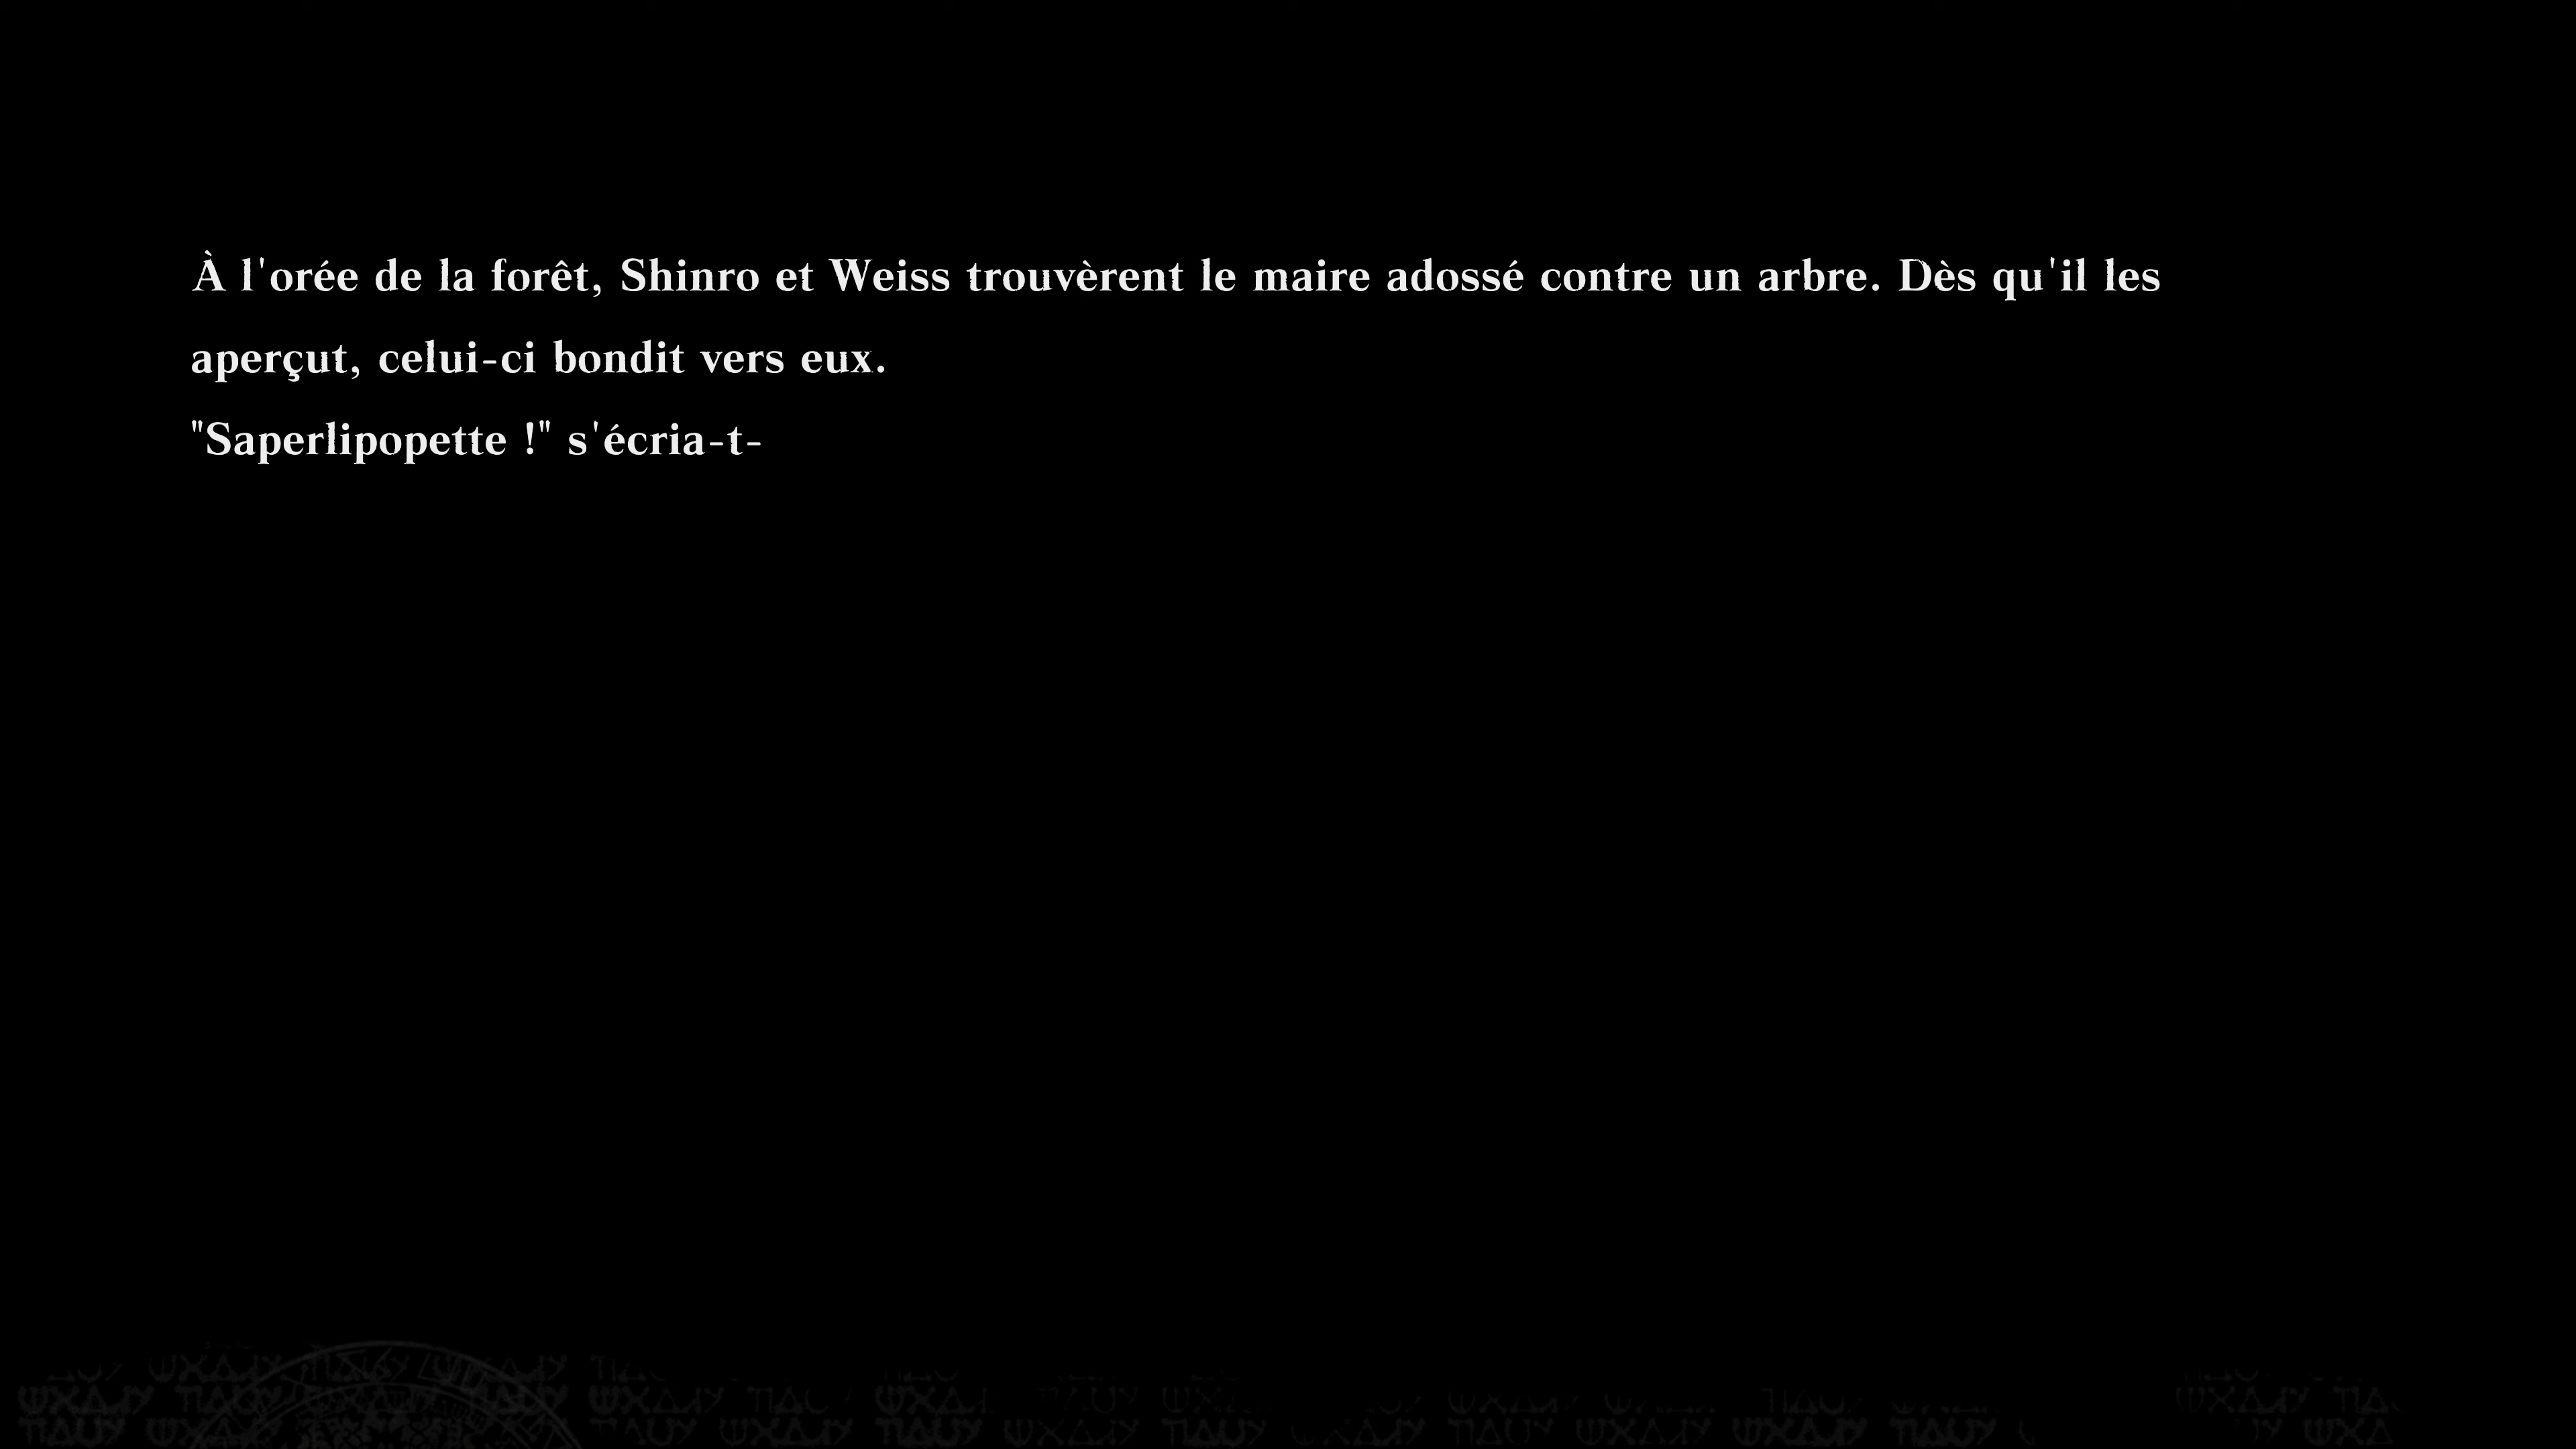 À l'orée de la forêt, Shinro et Weiss trouvèrent le maire adossé contre un arbre. Dès qu'il les
aperçut, celui-ci bondit vers eux.
"Saperlipopette !" s'écria-t-